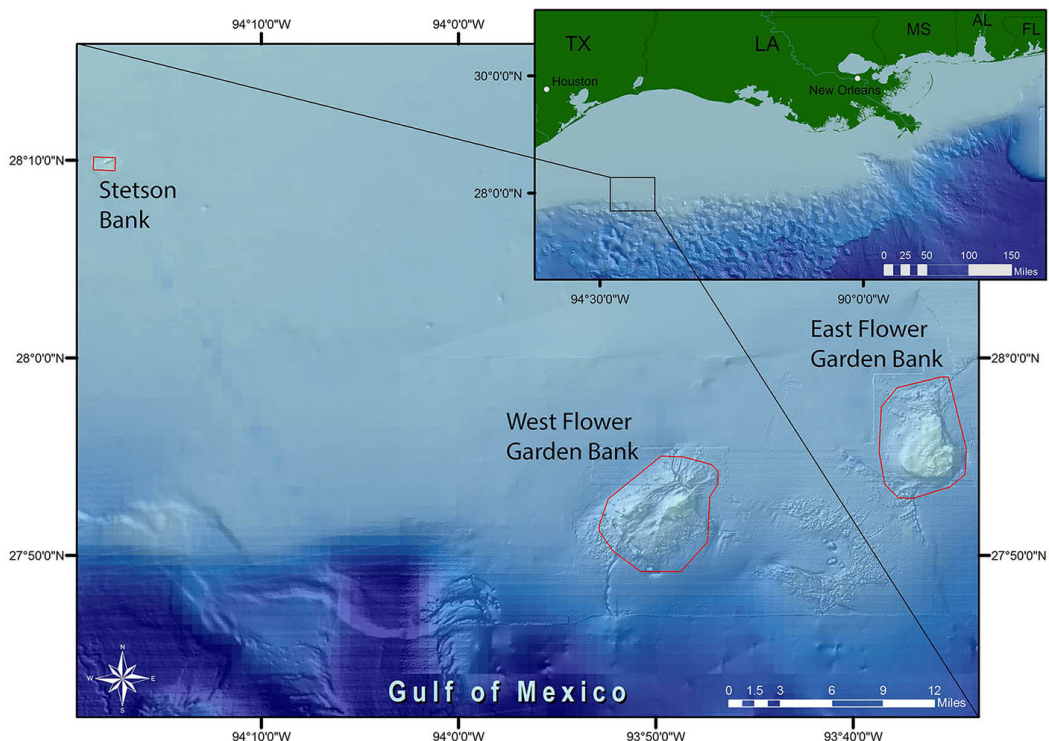 94°10'0"W
94°0'0"W
TX
LA
MS
AL
FL
30°0'0"N
Houston
New Orleans
28°10'0"N
28°0'0"N
Stetson
Bank
0 25 50 100 150
Miles
94°30'0"W
90°0'0"W
East Flower
Garden Bank
28°0'0"N
28°0'0"N
West Flower
Garden Bank
27°50'0"N
27°50'0"N
N
W
E
S
Gulf of Mexico
0 1.5 3 6 9 12
Miles
94°10'0"W
94°0'0"W
93°50'0"W
93°40'0"W